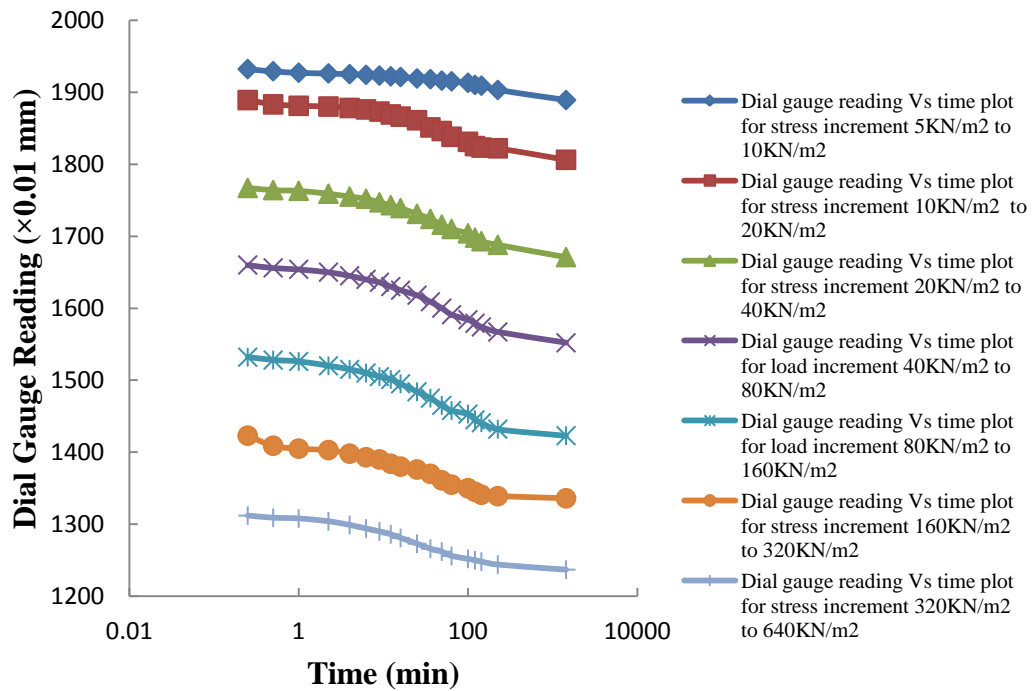 2000
1900
1800
1700
1600
1500
1400
1300
1200
Dial Gauge Reading (×0.01 mm)
0.01
1
100
10000
Time (min)
Dial gauge reading Vs time plot
for stress increment 5KN/m2 to
10KN/m2
Dial gauge reading Vs time plot
for stress increment 10KN/m2 to
20KN/m2
Dial gauge reading Vs time plot
for stress increment 20KN/m2 to
40KN/m2
Dial gauge reading Vs time plot
for load increment 40KN/m2 to
80KN/m2
Dial gauge reading Vs time plot
for load increment 80KN/m2 to
160KN/m2
Dial gauge reading Vs time plot
for stress increment 160KN/m2
to 320KN/m2
Dial gauge reading Vs time plot
for stress increment 320KN/m2
to 640KN/m2